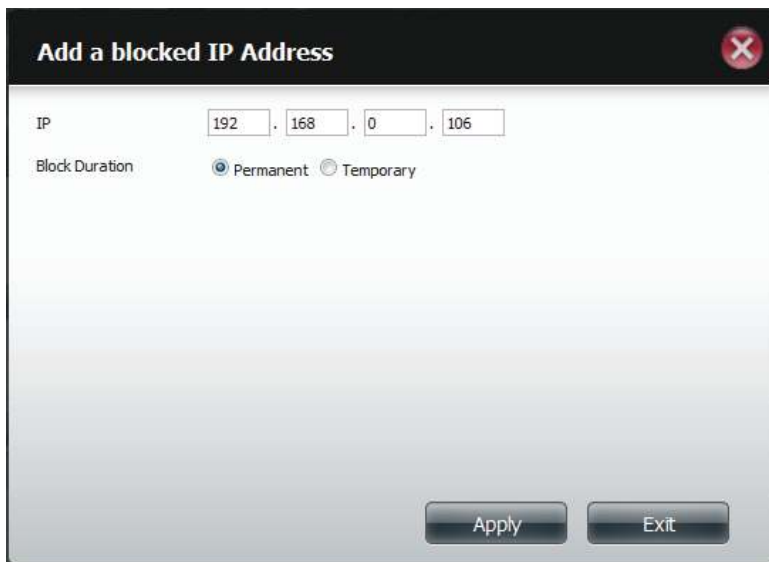 Add a blocked IP Address
IP 192 . 168 . 0 . 106
Block Duration Permanent Temporary
Apply Exit